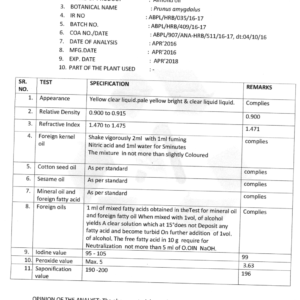 3. BOTANICAL NAME : Prunus amygdalus
4. IR NO : ABPL/HRB/035/16-17
5. BATCH NO. : ABPL/HRB/409/16-17
6. COA NO./DATE : ABPL/907/ANA-HRB/511/16-17, dt:04/10/16
7. DATE OF ANALYSIS : APR'2016
8. MFG.DATE : APR'2016
9. EXP. DATE : APR'2018
10. PART OF THE PLANT USED : -
SR. NO. TEST SPECIFICATION REMARKS
1. Appearance Yellow clear liquid.pale yellow bright & clear liquid liquid. Complies
2. Relative Density 0.900 to 0.915 0.900
3. Refractive Index 1.470 to 1.475 1.471
4. Foreign kernel oil Shake vigorously 2ml with 1ml fuming complies
Nitric and 1ml water for 5minutes
The mixture in not more than slightly Coloured
5. Cotton seed oil As per standard complies
6. Sesame oil As per standard complies
7. Mineral oil and foreign fatty acid As per standard complies
8. Foreign oils 1 ml of mixed fatty acids obtained in theTest for mineral oil Complies
and foreign fatty oil When mixed with 1vol, of alcohol
yields A clear solution which at 15°does not Deposit any
fatty acid and become turbid On further addition of 1vol.
of alcohol. The free fatty acid in 10 g require for
Neutralization not more than 5 ml of O.OIN NaOH.
9. Iodine value 95 - 105 99
10. Peroxide value Max. 5 3.63
11. Saponification value 190 -200 196